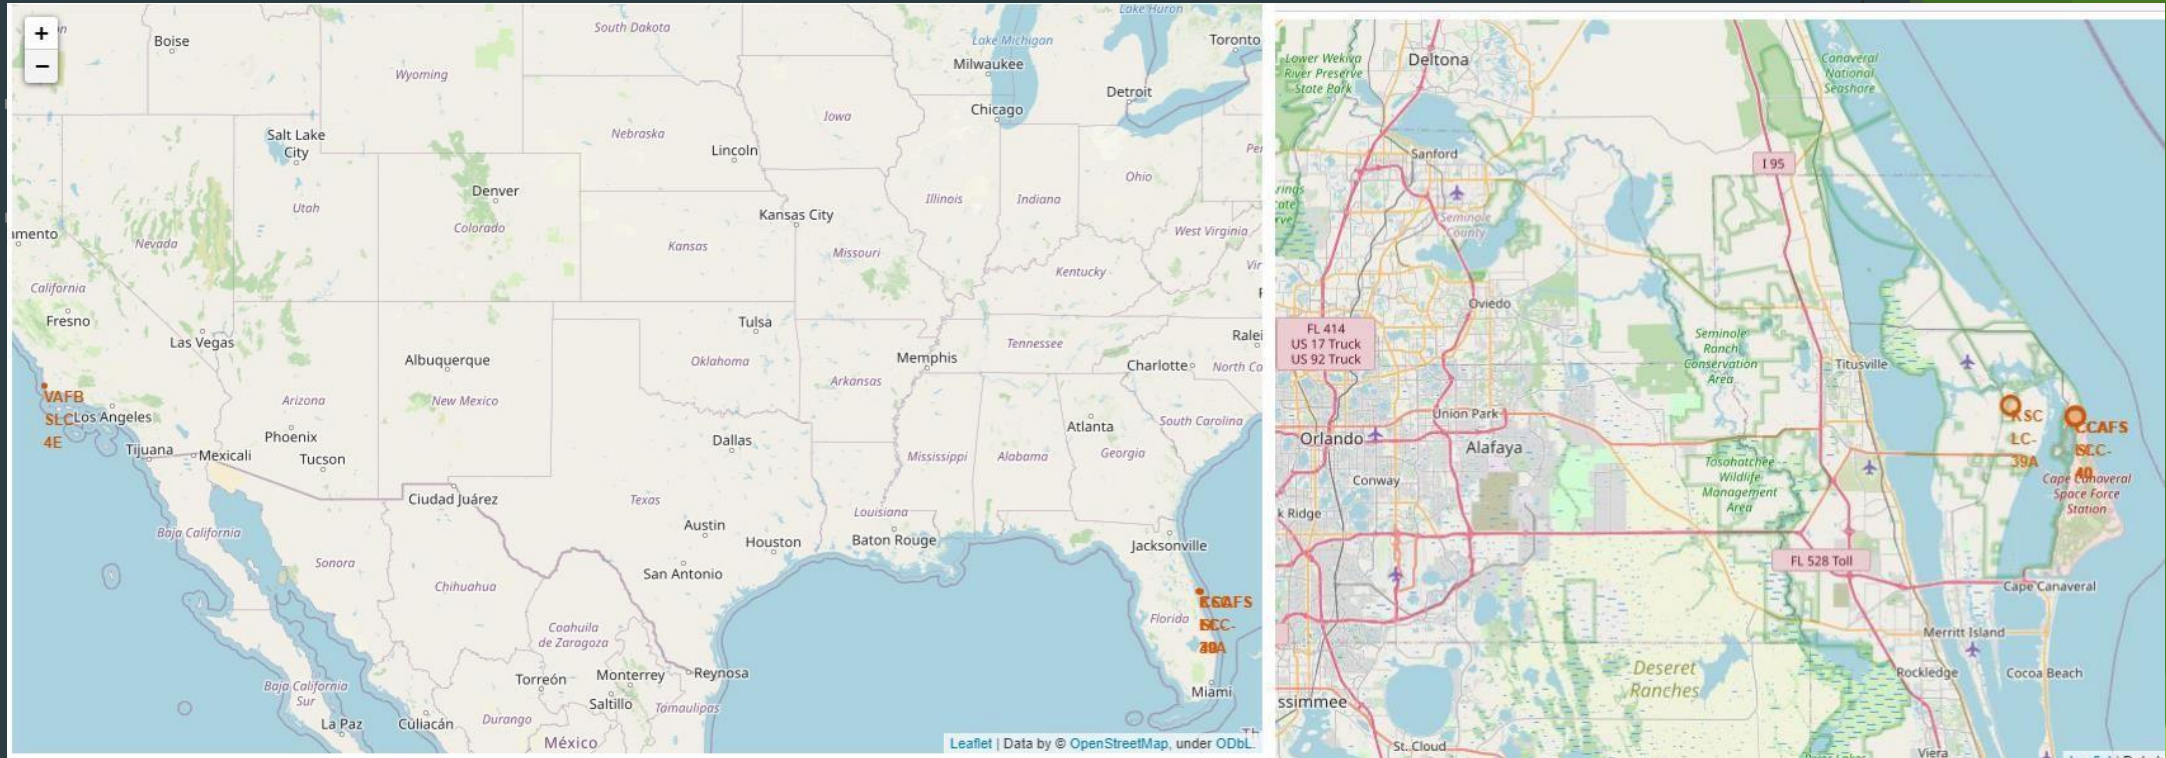 +
−
Boise
South Dakota
Lake Huron
Toronto
Lake Michigan
Milwaukee
Wyoming
Detroit
Chicago
Iowa
Salt Lake
City
Nebraska
Lincoln
Ohio
Denver
Utah
Illinois
Indiana
Kansas City
Colorado
Nevada
Kansas
Missouri
West Virginia
Kentucky
California
Fresno
Las Vegas
Tulsa
Oklahoma
Tennessee
Memphis
Charlotte
Albuquerque
Arkansas
VAFB
SLC-
4E
Los Angeles
Arizona
New Mexico
South Carolina
Atlanta
Phoenix
Dallas
Tijuana
Mexicali
Tucson
Mississippi
Alabama
Georgia
Ciudad Juárez
Texas
Louisiana
Austin
Baja California
Houston
Baton Rouge
Jacksonville
Sonora
San Antonio
Chihuahua
Florida
Coahuila
de Zaragoza
Torreón
Monterrey
Reynosa
Baja California
Sur
Saltillo
Tamaulipas
Miami
La Paz
Culiacán
Durango
México
Leaflet | Data by © OpenStreetMap, under ODbL.
Lower Wekiva
River Preserve
State Park
Deltona
Canaveral
National
Seashore
Sanford
I 95
Seminole
County
Oviedo
FL 414
US 17 Truck
US 92 Truck
Seminole
Ranch
Conservation
Area
Titusville
Union Park
KSC
LC-
39A
CCAFS
Orlando
Alafaya
Tosohatchee
Wildlife
Management
Area
Conway
Cape Canaveral
Space Force
Station
k Ridge
FL 528 Toll
Cape Canaveral
Merritt Island
Deseret
Ranches
Rockledge
Cocoa Beach
ssimmee
St. Cloud
Viera